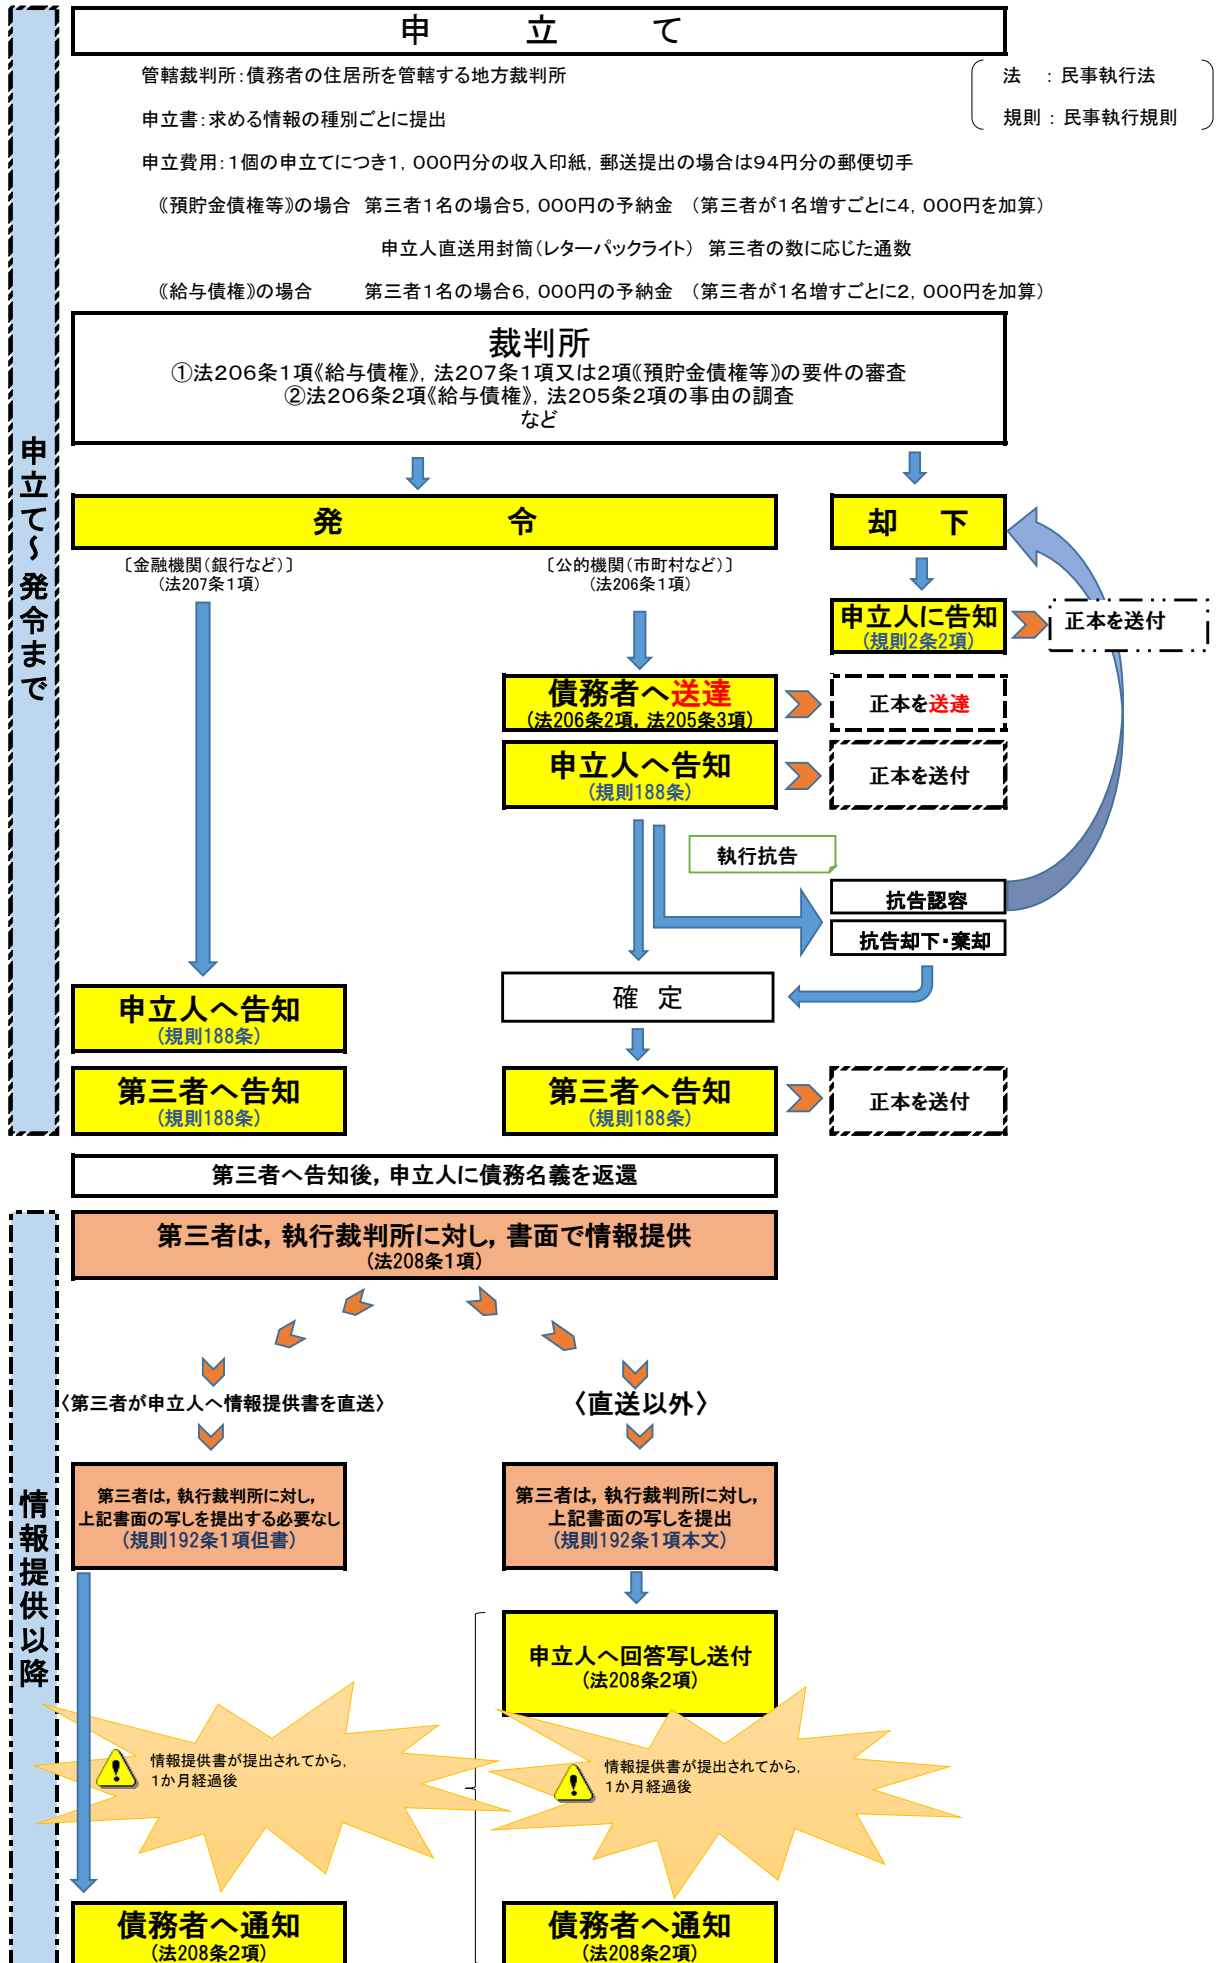 申立て
管轄裁判所：債務者の住居所を管轄する地方裁判所
法　：民事執行法
規則：民事執行規則
申立書：求める情報の種別ごとに提出
申立費用：１個の申立てにつき１，０００円分の収入印紙，郵送提出の場合は９４円分の郵便切手
《預貯金債権等》の場合　第三者１名の場合５，０００円の予納金　（第三者が１名増すごとに４，０００円を加算）
申立人直送用封筒（レターパックライト）　第三者の数に応じた通数
《給与債権》の場合　第三者１名の場合６，０００円の予納金　（第三者が１名増すごとに２，０００円を加算）
裁判所
①法２０６条１項《給与債権》，法２０７条１項又は２項《預貯金債権等》の要件の審査
②法２０６条２項《給与債権》，法２０５条２項の事由の調査
など
申立て～発令まで
発令
却下
〔金融機関（銀行など）〕
（法207条１項）
〔公的機関（市町村など）〕
（法206条１項）
申立人に告知
（規則2条2項）
正本を送付
債務者へ送達
（法206条2項，法205条3項）
正本を送達
申立人へ告知
（規則188条）
正本を送付
執行抗告
抗告認容
抗告却下・棄却
確定
申立人へ告知
（規則188条）
第三者へ告知
（規則188条）
第三者へ告知
（規則188条）
正本を送付
第三者へ告知後，申立人に債務名義を返還
第三者は，執行裁判所に対し，書面で情報提供
（法208条１項）
〈第三者が申立人へ情報提供書を直送〉
〈直送以外〉
情報提供以降
第三者は，執行裁判所に対し，
上記書面の写しを提出する必要なし
（規則192条１項但書）
第三者は，執行裁判所に対し，
上記書面の写しを提出
（規則192条１項本文）
申立人へ回答写し送付
（法208条２項）
情報提供書が提出されてから，
１か月経過後
情報提供書が提出されてから，
１か月経過後
債務者へ通知
（法208条2項）
債務者へ通知
（法208条2項）